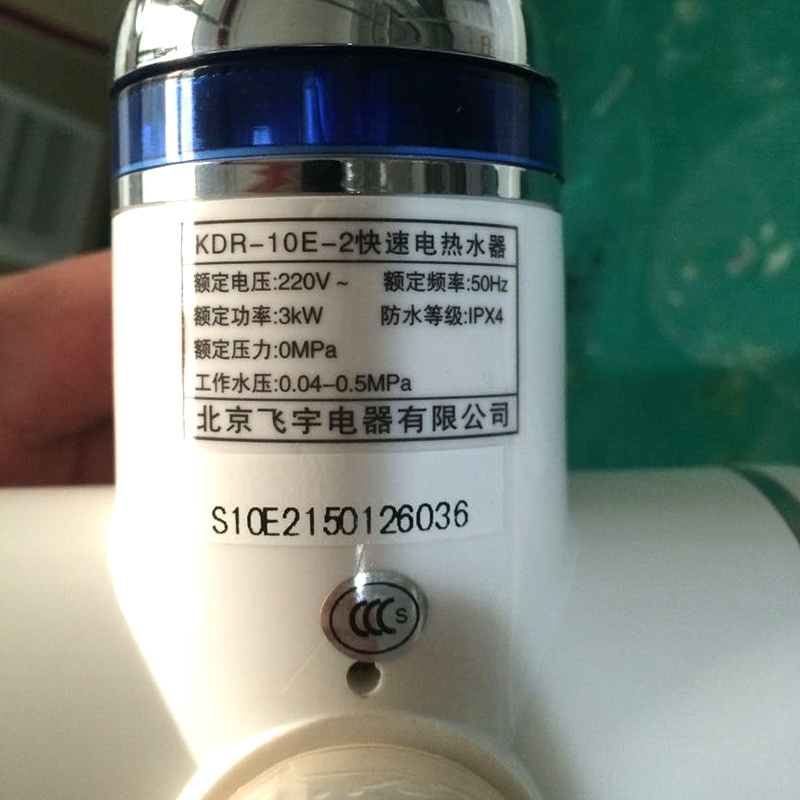 KDR-10E-2快速电热水器
额定电压:220V~ 额定频率:50Hz
额定功率:3kW 防水等级:IPX4
额定压力:0MPa
工作水压:0.04-0.5MPa
北京飞宇电器有限公司
S10E2150126036
CCC S